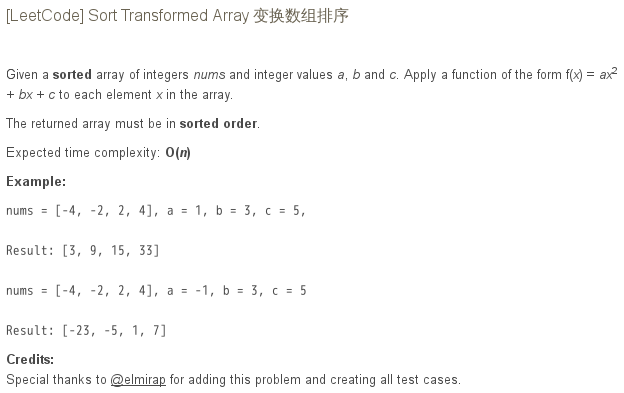 [LeetCode] Sort Transformed Array 变换数组排序
Given a sorted array of integers nums and integer values a, b and c. Apply a function of the form f(x) = ax²
+ bx + c to each element x in the array.
The returned array must be in sorted order.
Expected time complexity: O(n)
Example:
nums = [-4, -2, 2, 4], a = 1, b = 3, c = 5,
Result: [3, 9, 15, 33]
nums = [-4, -2, 2, 4], a = -1, b = 3, c = 5
Result: [-23, -5, 1, 7]
Credits:
Special thanks to @elmirap for adding this problem and creating all test cases.